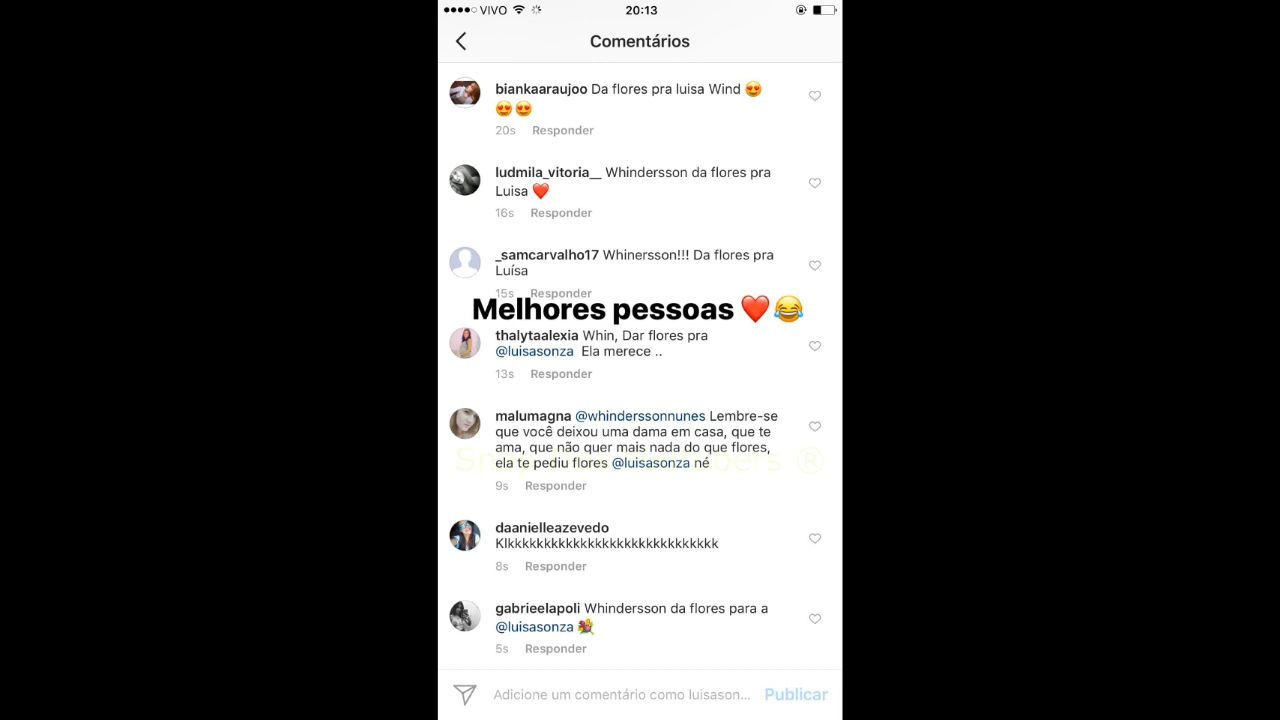 VIVO 20:13
Comentários
biankaaraujoo Da flores pra luisa Wind 😍
😍😍
20s Responder
ludmila_vitoria__ Whindersson da flores pra
Luisa ❤️
16s Responder
_samcarvalho17 Whinersson!!! Da flores pra
Luísa
15s Responder
Melhores pessoas ❤️😂
thalytaalexia Whin, Dar flores pra
@luisasonza Ela merece ..
13s Responder
malumagna @whinderssonnunes Lembre-se
que você deixou uma dama em casa, que te
ama, que não quer mais nada do que flores,
ela te pediu flores @luisasonza né
9s Responder
daanielleazevedo
Klkkkkkkkkkkkkkkkkkkkkkkkkkkkk
8s Responder
gabrieelapoli Whindersson da flores para a
@luisasonza 💐
5s Responder
Adicione um comentário como luisason... Publicar